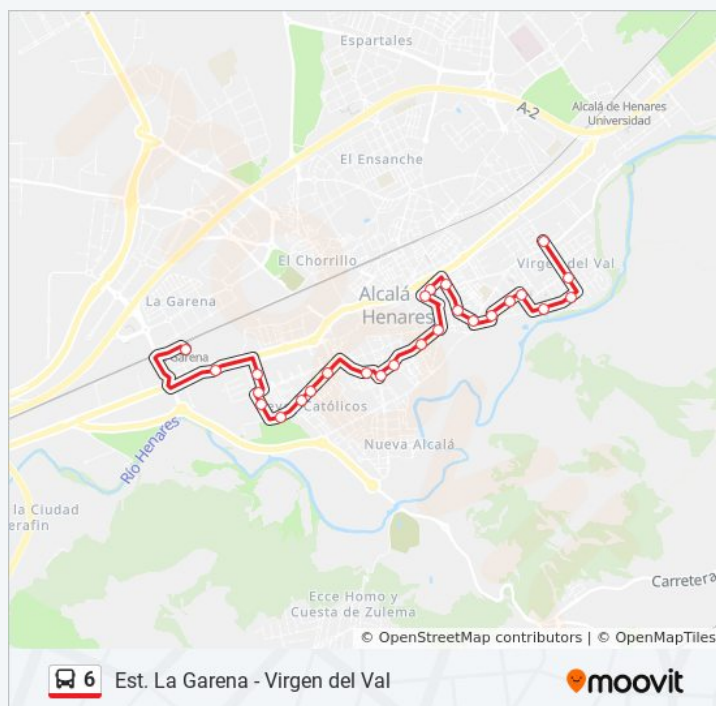 Espartales
Alcalá de Henares
Universidad
A-2
El Ensanche
El Chorrillo
Virgen del Val
La Garena
Alcalá
Henares
Garena
Católicos
Río Henares
Nueva Alcalá
la Ciudad
erafin
Ecce Homo y
Cuesta de Zulema
Carretera
© OpenStreetMap contributors | © OpenMapTiles
6 Est. La Garena - Virgen del Val
moovit